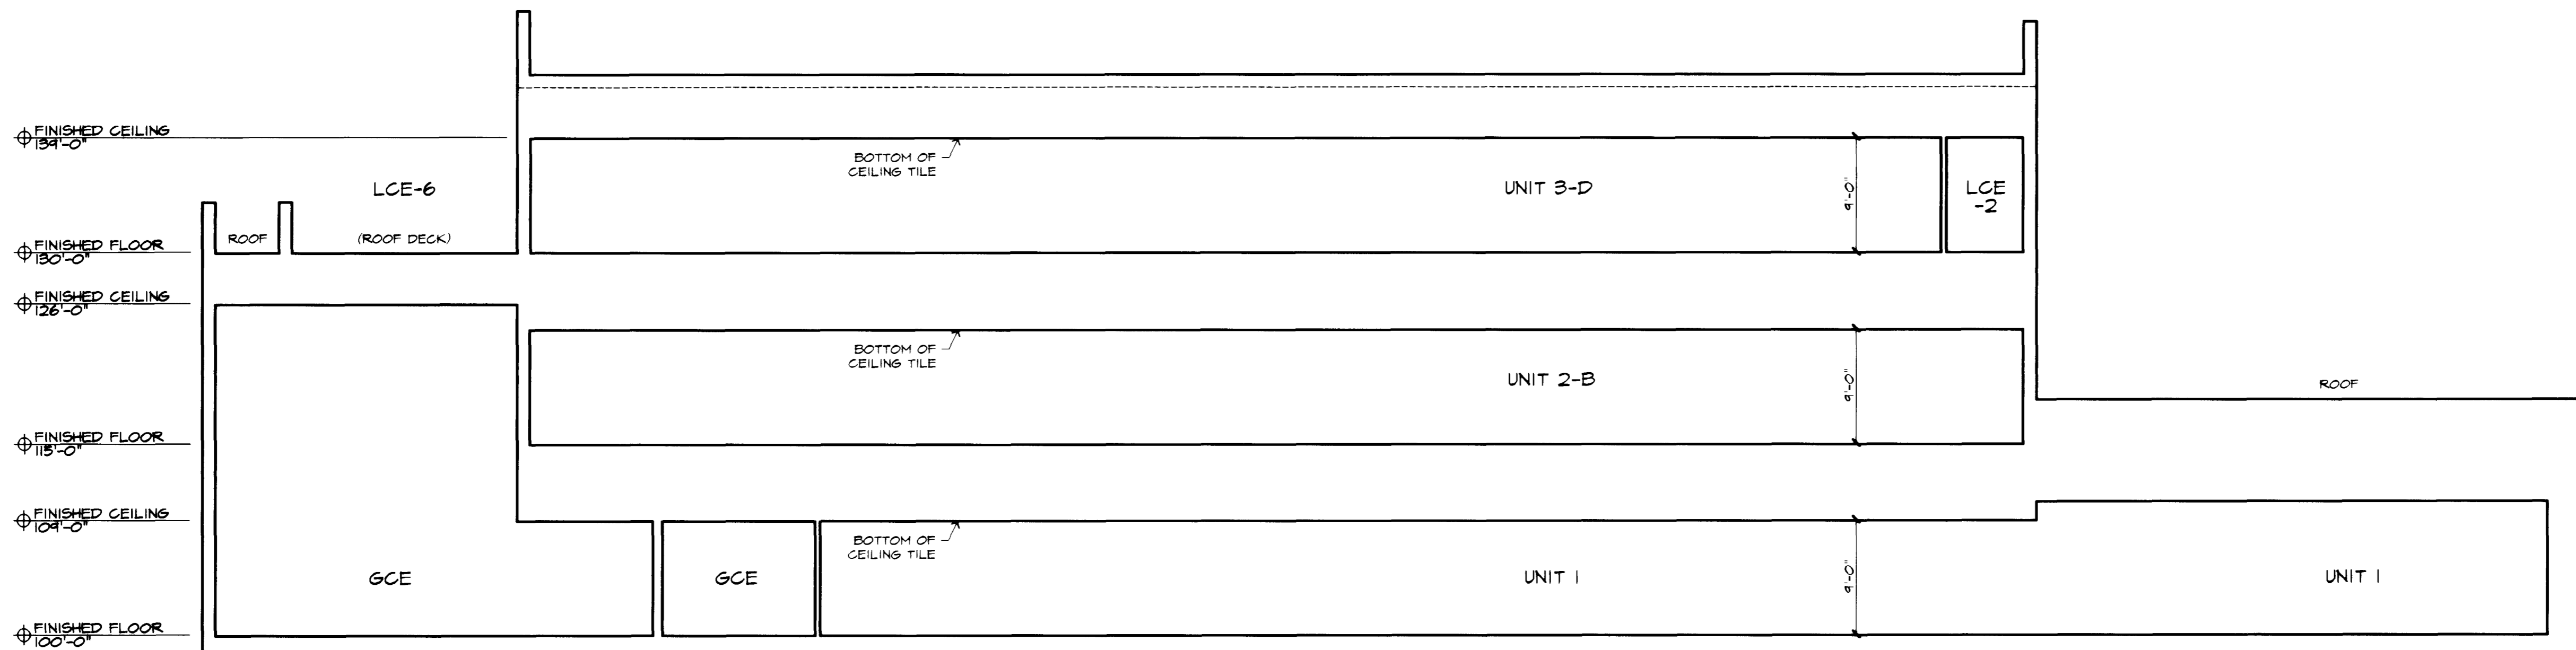 FINISHED CEILING
139'-0"
BOTTOM OF
CEILING TILE
LCE-6
UNIT 3-D
9'-0"
LCE
-2
ROOF
(ROOF DECK)
FINISHED FLOOR
130'-0"
FINISHED CEILING
126'-0"
BOTTOM OF
CEILING TILE
UNIT 2-B
9'-0"
ROOF
FINISHED FLOOR
115'-0"
FINISHED CEILING
109'-0"
BOTTOM OF
CEILING TILE
GCE
GCE
UNIT 1
9'-0"
UNIT 1
FINISHED FLOOR
100'-0"